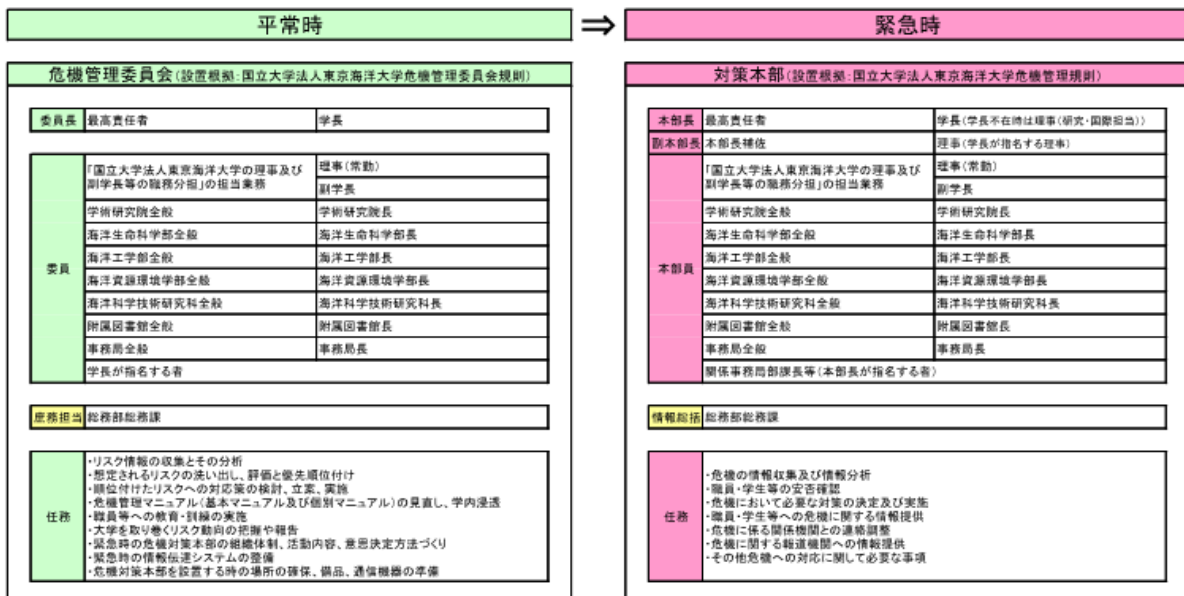 平常時
⇒
緊急時
危機管理委員会(設置根拠:国立大学法人東京海洋大学危機管理委員会規則)
委員長 最高責任者 学長
委員 「国立大学法人東京海洋大学の理事及び
副学長等の職務分担」の担当業務
理事(常勤)
副学長
学術研究院全般 学術研究院長
海洋生命科学部全般 海洋生命科学部長
海洋工学部全般 海洋工学部長
海洋資源環境学部全般 海洋資源環境学部長
海洋科学技術研究科全般 海洋科学技術研究科長
附属図書館全般 附属図書館長
事務局全般 事務局長
学長が指名する者
庶務担当 総務部総務課
任務
・リスク情報の収集とその分析
・想定されるリスクの洗い出し、評価と優先順位付け
・順位付けたリスクへの対応策の検討、立案、実施
・危機管理マニュアル(基本マニュアル及び個別マニュアル)の見直し、学内浸透
・職員等への教育・訓練の実施
・大学を取り巻くリスク動向の把握や報告
・緊急時の危機対策本部の組織体制、活動内容、意思決定方法づくり
・緊急時の情報伝達システムの整備
・危機対策本部を設置する時の場所の確保、備品、通信機器の準備
対策本部(設置根拠:国立大学法人東京海洋大学危機管理規則)
本部長 最高責任者 学長(学長不在時は理事(研究・国際担当))
副本部長 本部長補佐 理事(学長が指名する理事)
本部員 「国立大学法人東京海洋大学の理事及び
副学長等の職務分担」の担当業務
理事(常勤)
副学長
学術研究院全般 学術研究院長
海洋生命科学部全般 海洋生命科学部長
海洋工学部全般 海洋工学部長
海洋資源環境学部全般 海洋資源環境学部長
海洋科学技術研究科全般 海洋科学技術研究科長
附属図書館全般 附属図書館長
事務局全般 事務局長
関係事務局部課長等(本部長が指名する者)
情報総括 総務部総務課
任務
・危機の情報収集及び情報分析
・職員・学生等の安否確認
・危機において必要な対策の決定及び実施
・職員・学生等への危機に関する情報提供
・危機に係る関係機関との連絡調整
・危機に関する報道機関への情報提供
・その他危機への対応に関して必要な事項